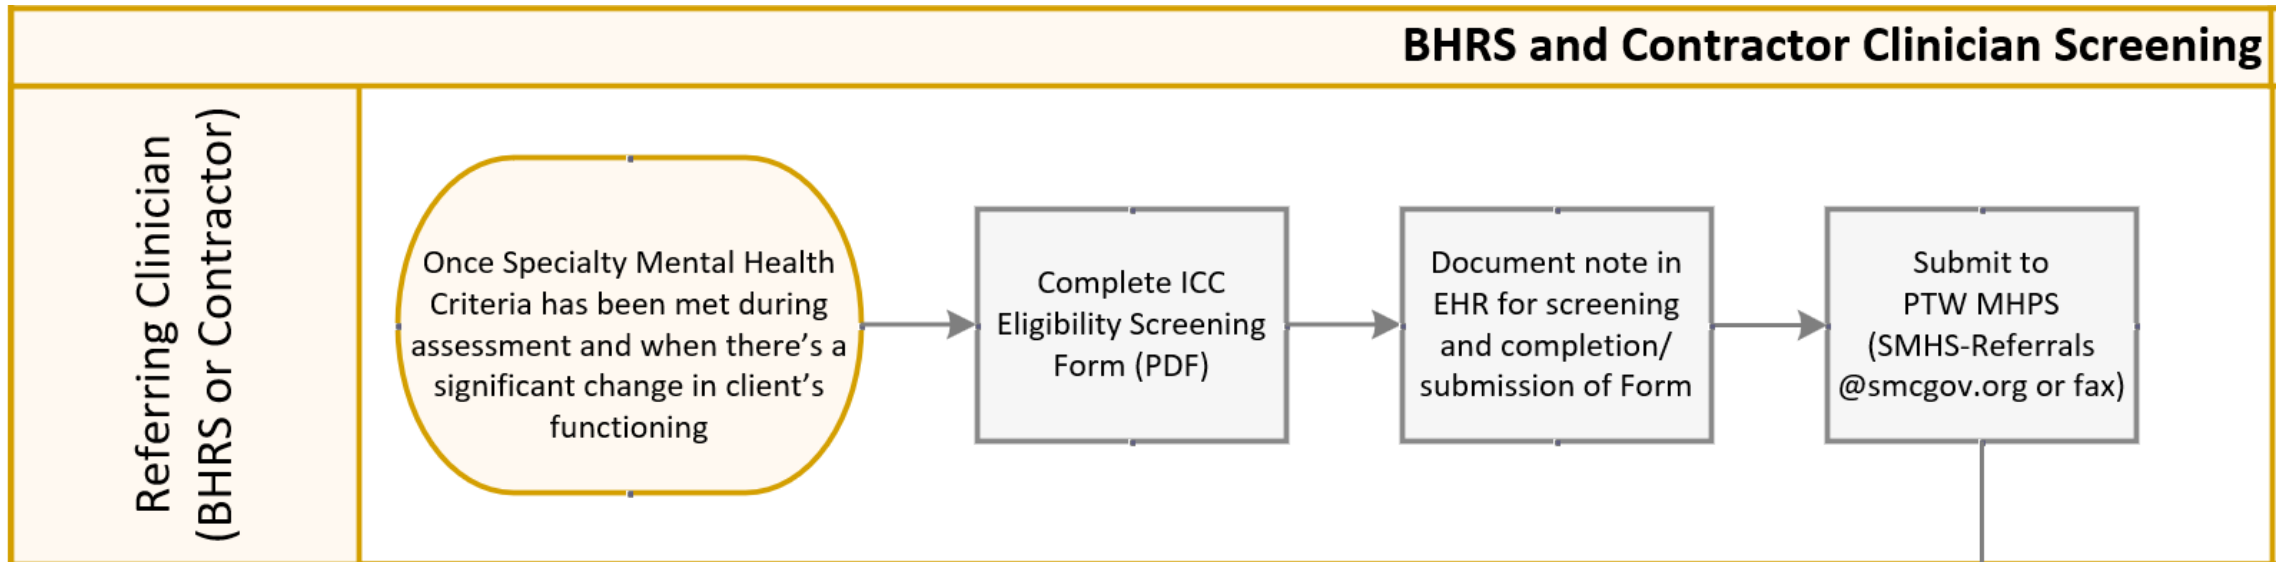 BHRS and Contractor Clinician Screening
Referring Clinician
(BHRS or Contractor)
Once Specialty Mental Health
Criteria has been met during
assessment and when there’s a
significant change in client’s
functioning
Complete ICC
Eligibility Screening
Form (PDF)
Document note in
EHR for screening
and completion/
submission of Form
Submit to
PTW MHPS
(SMHS-Referrals
@smcgov.org or fax)